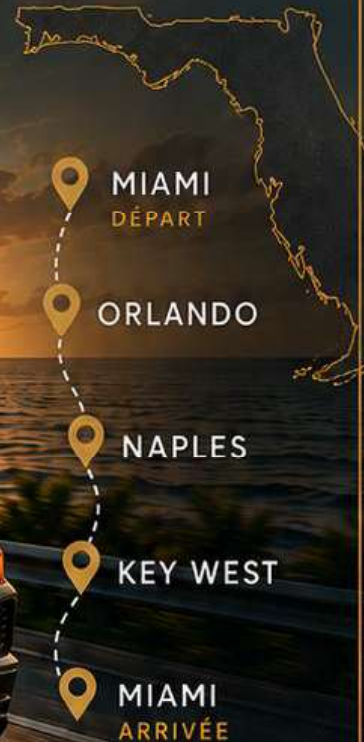 MIAMI
DÉPART
ORLANDO
NAPLES
KEY WEST
MIAMI
ARRIVÉE